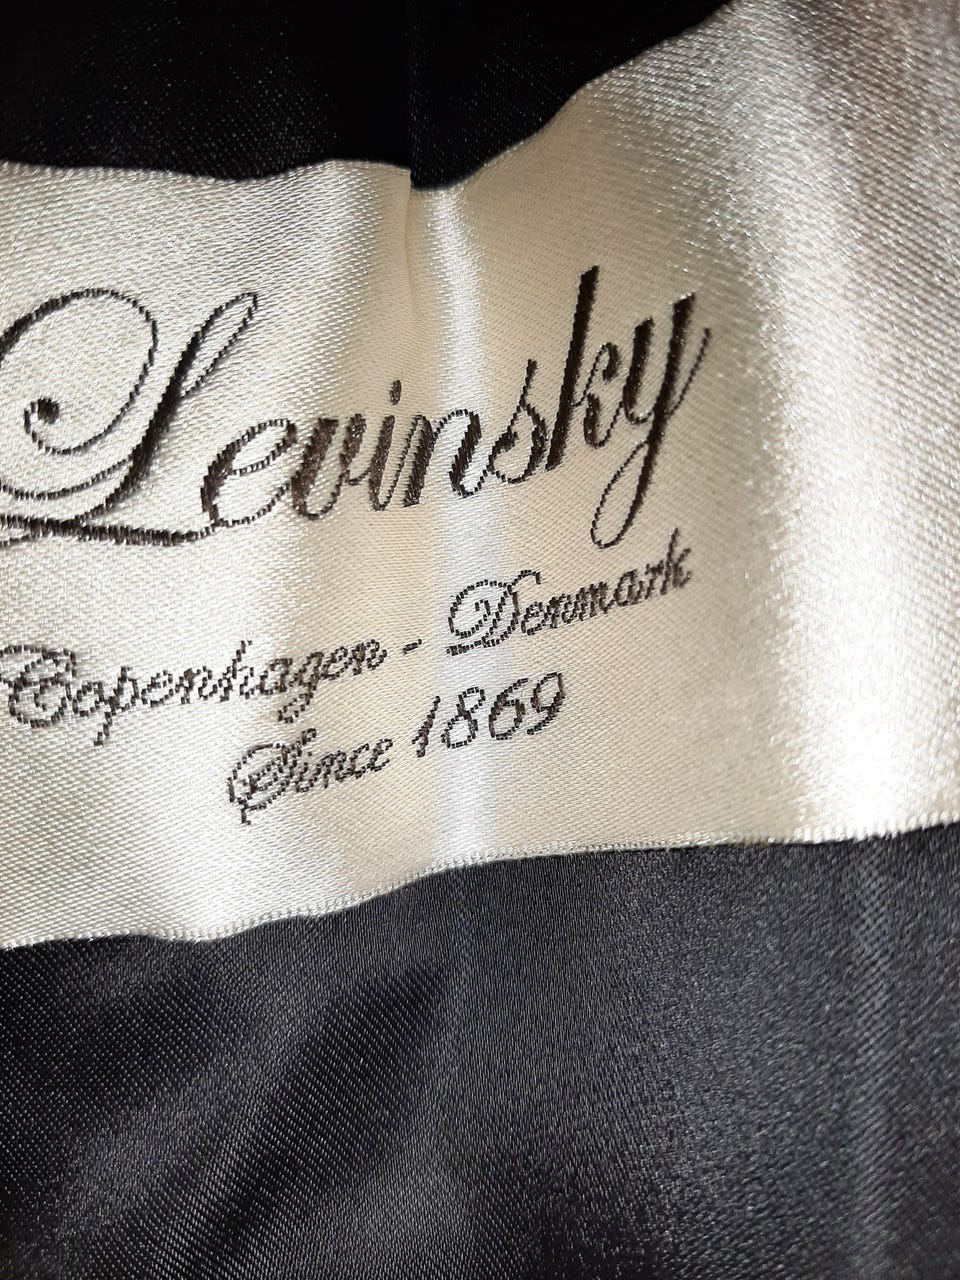 Levinsky
Copenhagen - Denmark
Since 1869